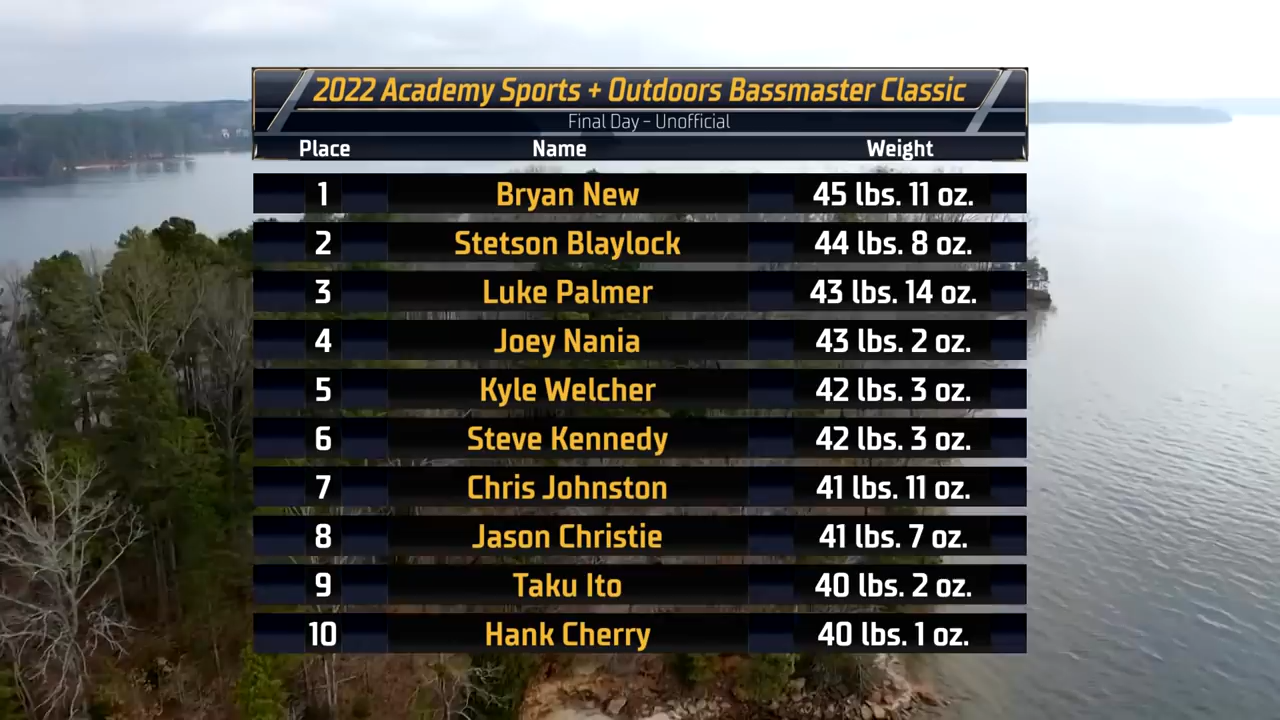 2022 Academy Sports + Outdoors Bassmaster Classic
Final Day - Unofficial
Place Name Weight
1 Bryan New 45 lbs. 11 oz.
2 Stetson Blaylock 44 lbs. 8 oz.
3 Luke Palmer 43 lbs. 14 oz.
4 Joey Nania 43 lbs. 2 oz.
5 Kyle Welcher 42 lbs. 3 oz.
6 Steve Kennedy 42 lbs. 3 oz.
7 Chris Johnston 41 lbs. 11 oz.
8 Jason Christie 41 lbs. 7 oz.
9 Taku Ito 40 lbs. 2 oz.
10 Hank Cherry 40 lbs. 1 oz.